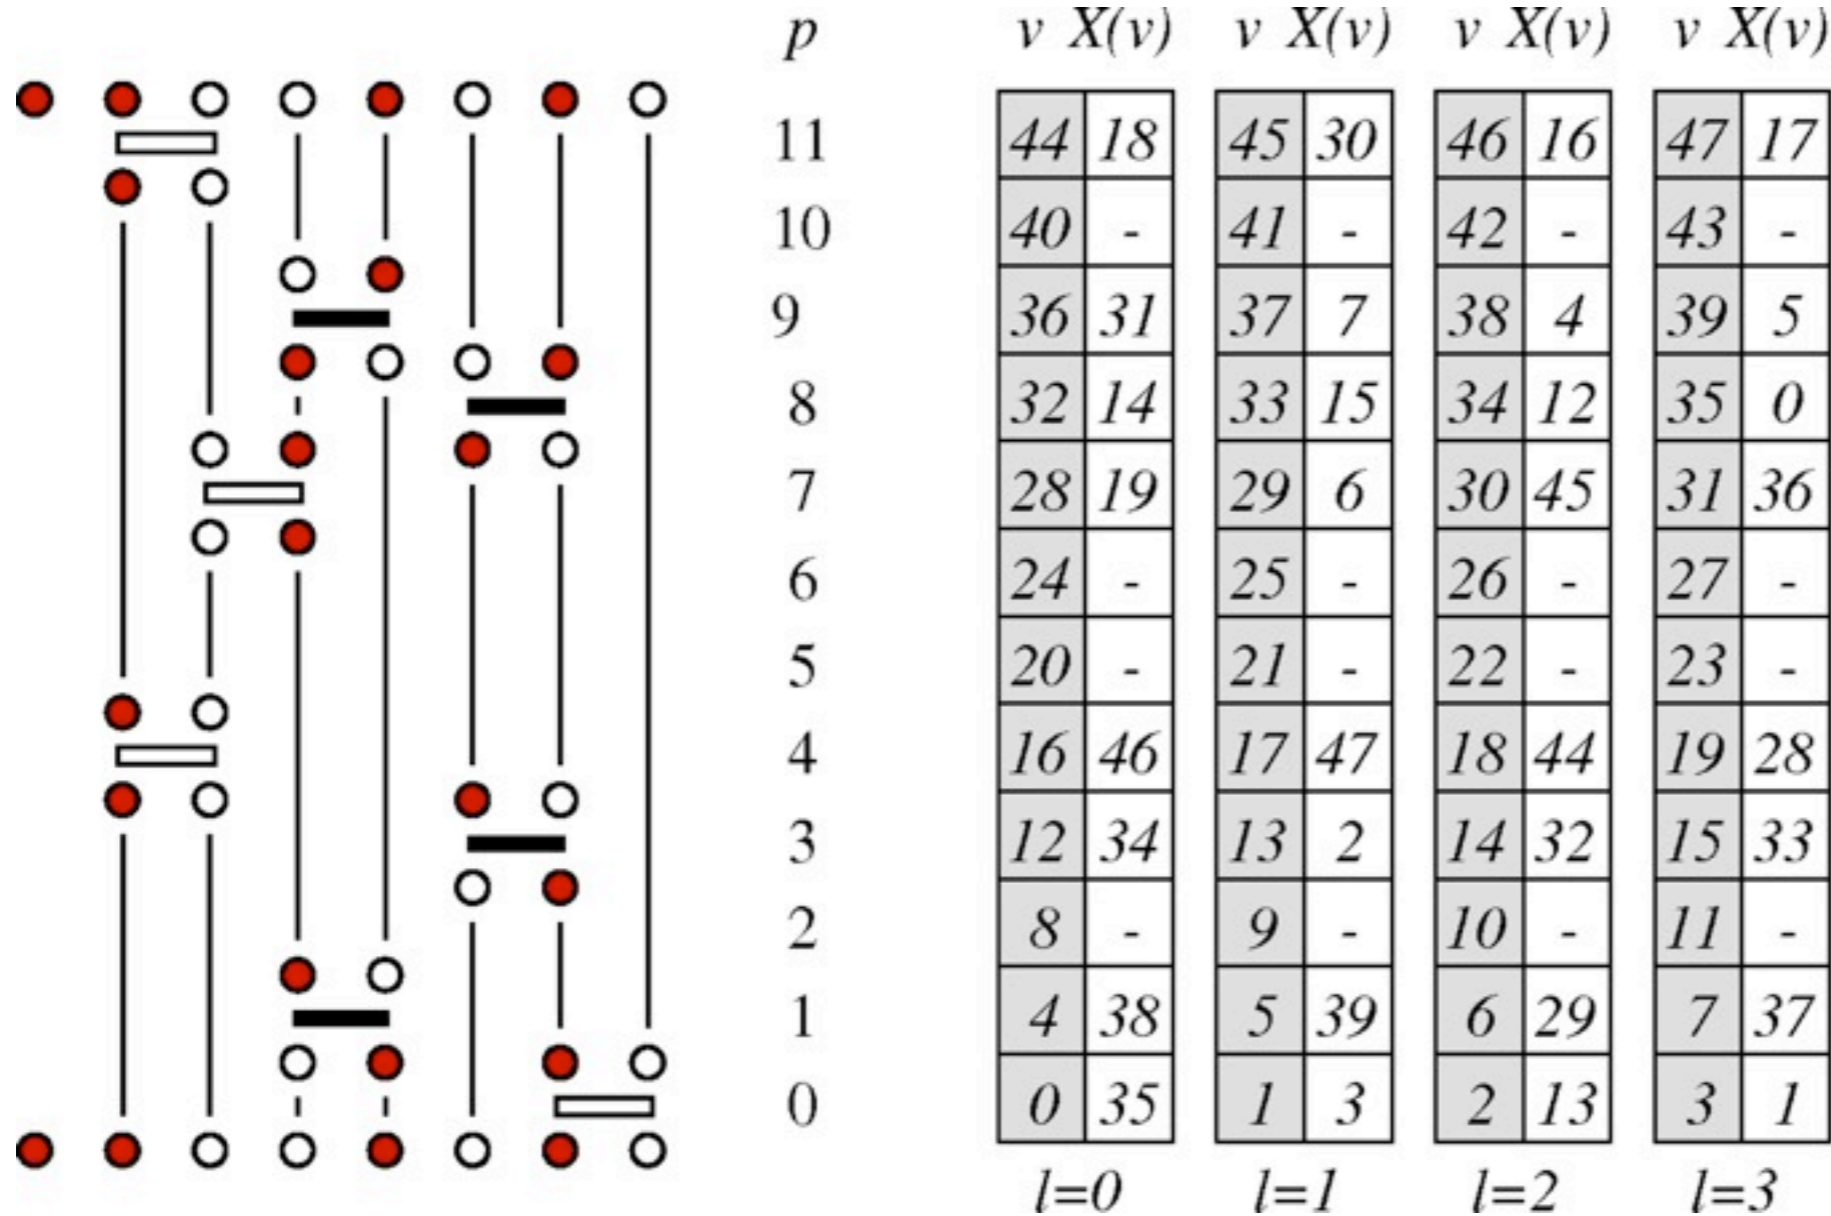 p v X(v) v X(v) v X(v) v X(v)
11 44 18 45 30 46 16 47 17
10 40 - 41 - 42 - 43 -
9 36 31 37 7 38 4 39 5
8 32 14 33 15 34 12 35 0
7 28 19 29 6 30 45 31 36
6 24 - 25 - 26 - 27 -
5 20 - 21 - 22 - 23 -
4 16 46 17 47 18 44 19 28
3 12 34 13 2 14 32 15 33
2 8 - 9 - 10 - 11 -
1 4 38 5 39 6 29 7 37
0 0 35 1 3 2 13 3 1
l=0 l=1 l=2 l=3